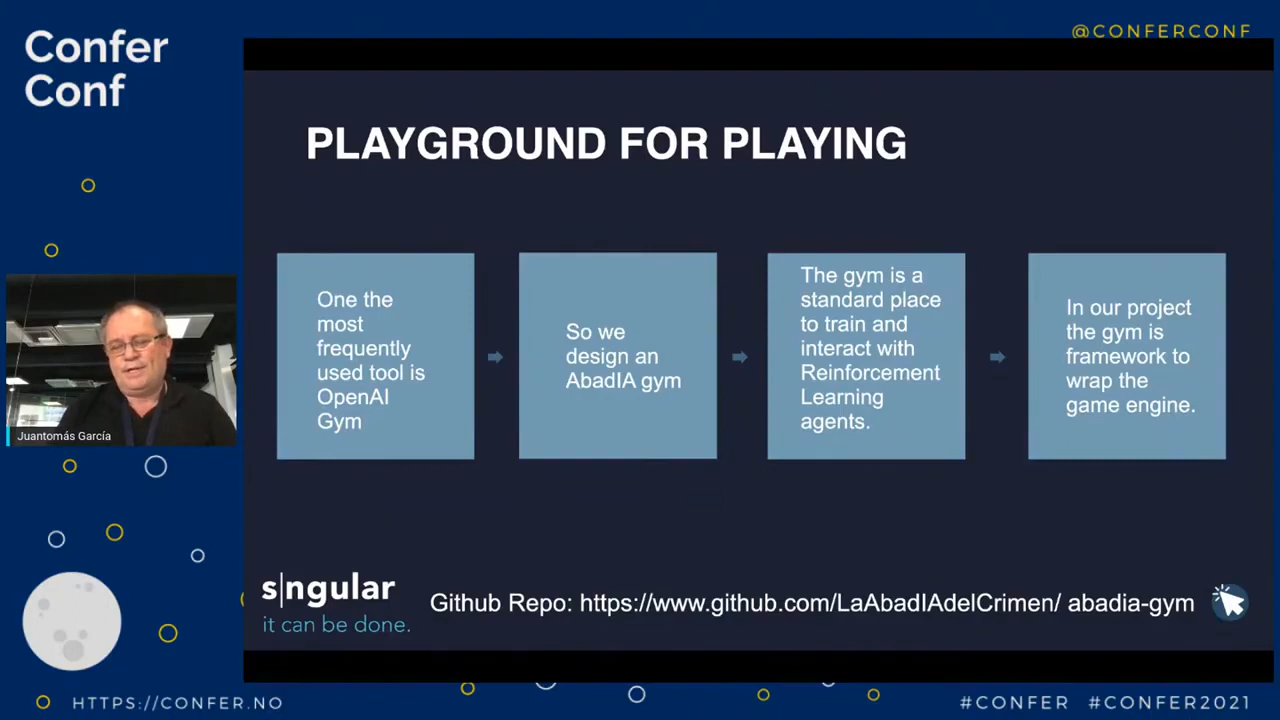 Confer
Conf
@CONFERCONF
PLAYGROUND FOR PLAYING
One the
most
frequently
used tool is
OpenAI
Gym
So we
design an
AbadIA gym
The gym is a
standard place
to train and
interact with
Reinforcement
Learning
agents.
In our project
the gym is
framework to
wrap the
game engine.
Juantomás García
sngular
it can be done.
Github Repo: https://www.github.com/LaAbadIAdelCrimen/ abadia-gym
HTTPS://CONFER.NO
#CONFER #CONFER2021